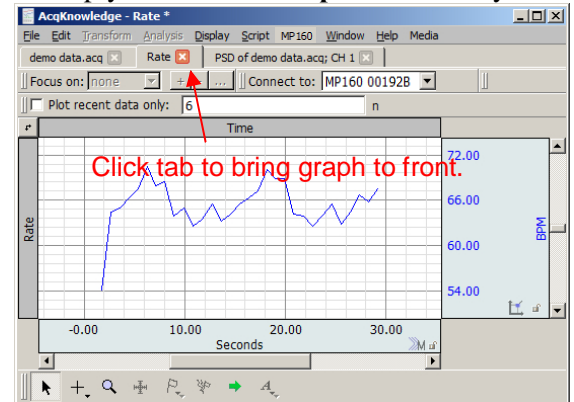 AcqKnowledge - Rate *
File Edit Transform Analysis Display Script MP160 Window Help Media
demo data.acq Rate PSD of demo data.acq; CH 1
Focus on: none + - ... Connect to: MP160 00192B
Plot recent data only: 6 n
Time
Click tab to bring graph to front.
Rate
72.00
66.00
60.00
54.00
BPM
-0.00 10.00 20.00 30.00
Seconds
M
A